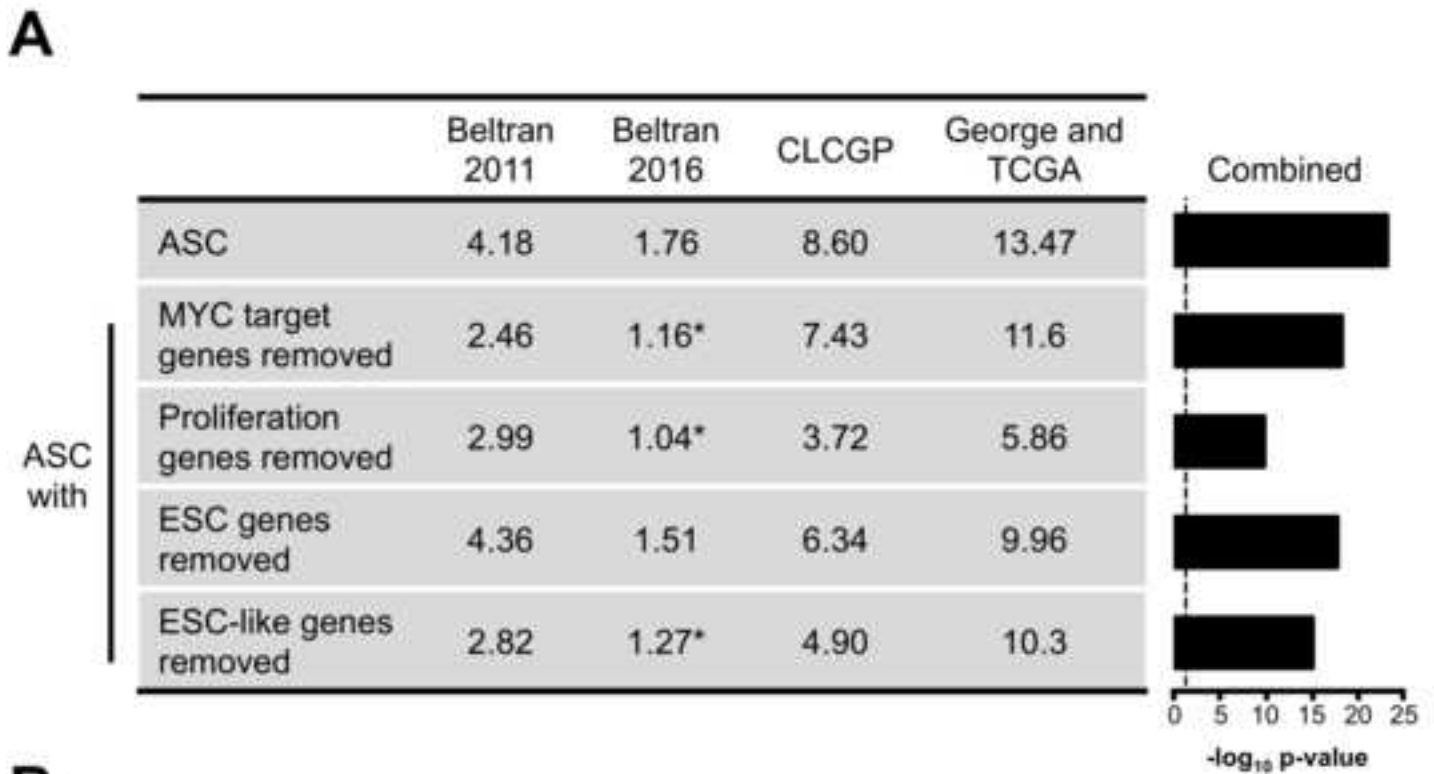 A
Beltran 2011
Beltran 2016
CLCGP
George and TCGA
Combined
ASC 4.18 1.76 8.60 13.47
ASC with
MYC target genes removed 2.46 1.16* 7.43 11.6
Proliferation genes removed 2.99 1.04* 3.72 5.86
ESC genes removed 4.36 1.51 6.34 9.96
ESC-like genes removed 2.82 1.27* 4.90 10.3
0 5 10 15 20 25
-log₁₀ p-value